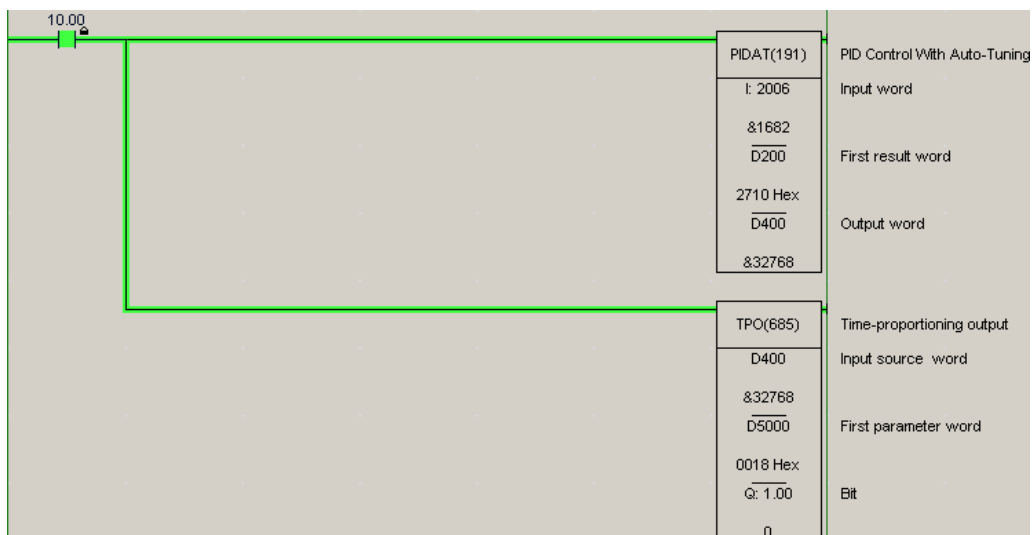 10.00
PIDAT(191) PID Control With Auto-Tuning
I: 2006 Input word
&1682
D200 First result word
2710 Hex
D400 Output word
&32768
TPO(685) Time-proportioning output
D400 Input source word
&32768
D5000 First parameter word
0018 Hex
Q: 1.00 Bit
0